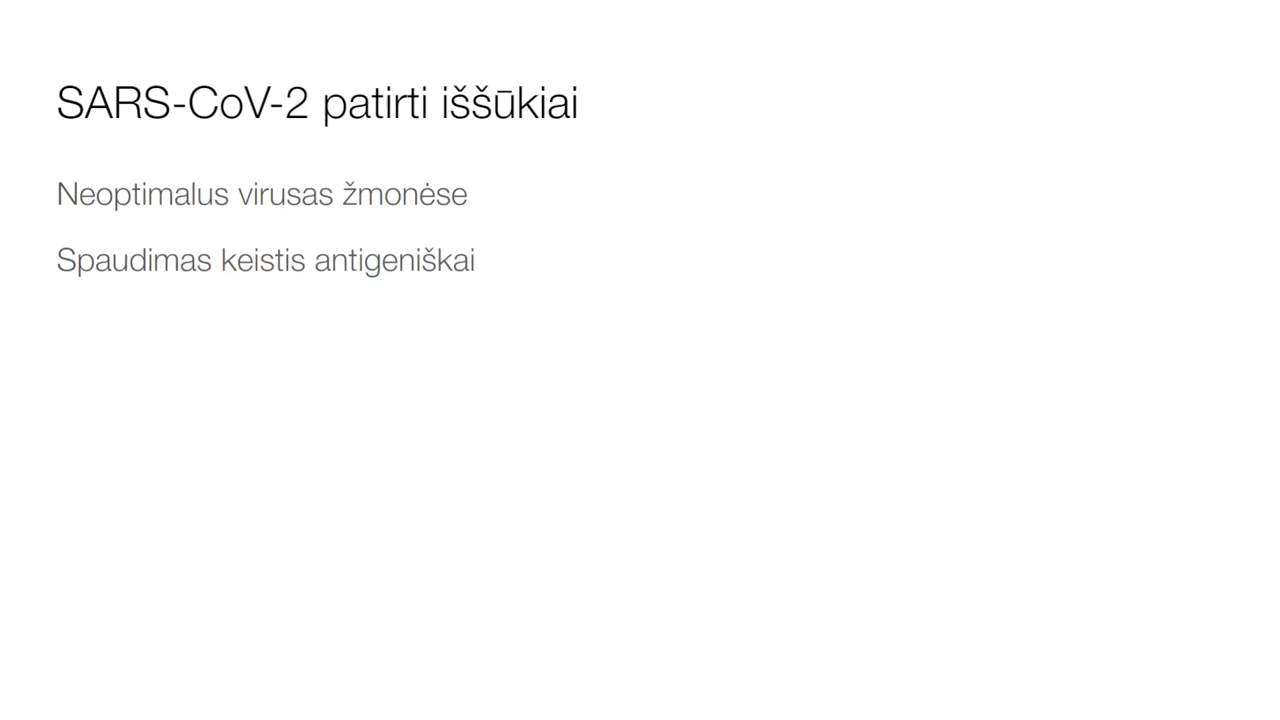 SARS-CoV-2 patirti iššūkiai
Neoptimalus virusas žmonėse
Spaudimas keistis antigeniškai